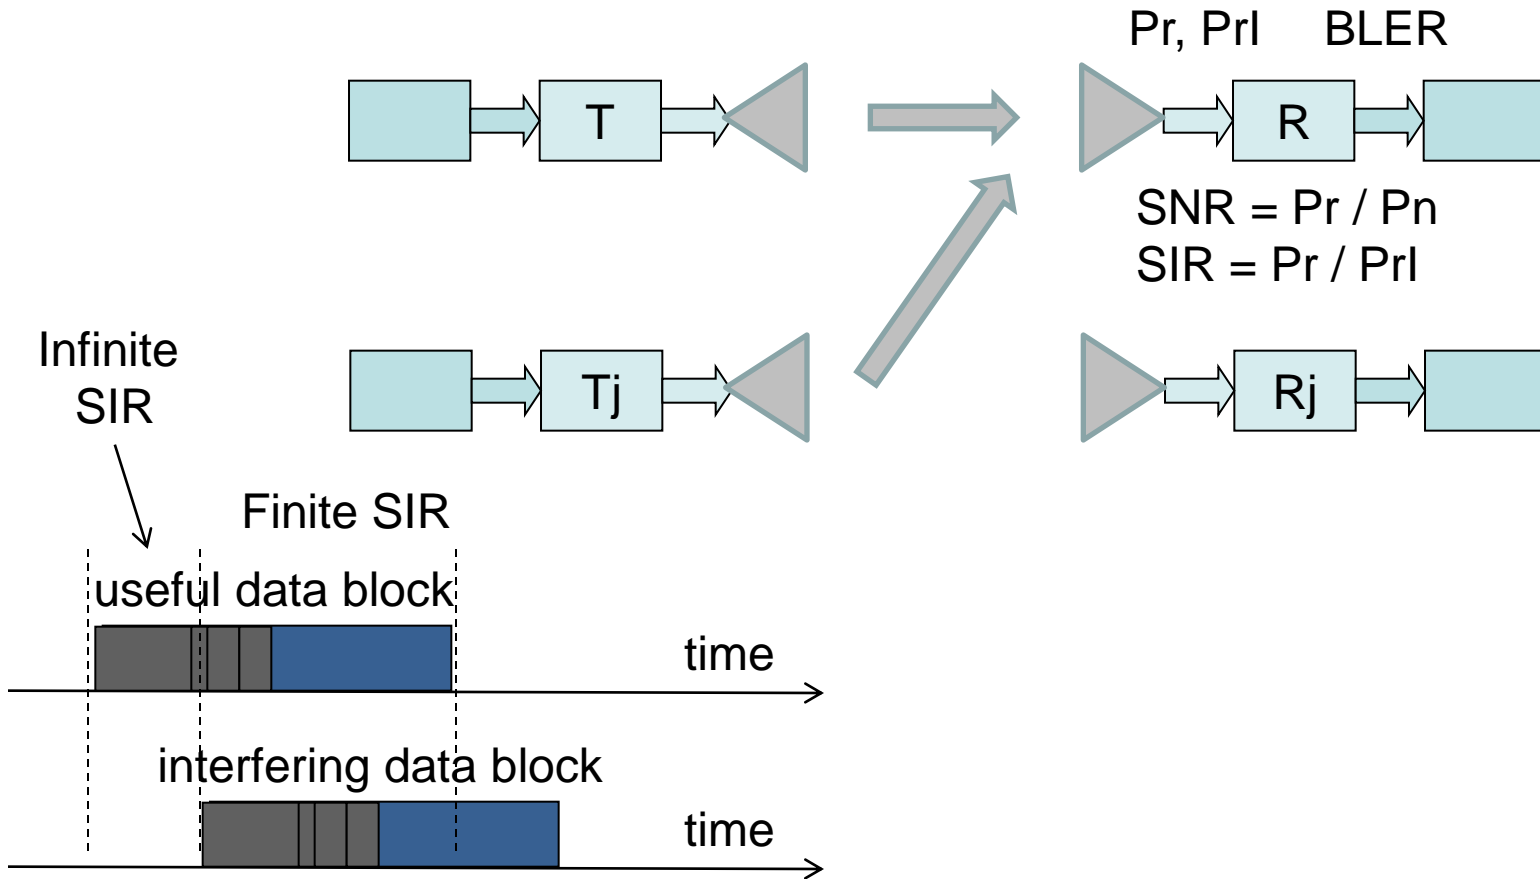 Pr, PrI BLER
T
R
SNR = Pr / Pn
SIR = Pr / PrI
Infinite
SIR
Tj
Rj
Finite SIR
useful data block
time
interfering data block
time